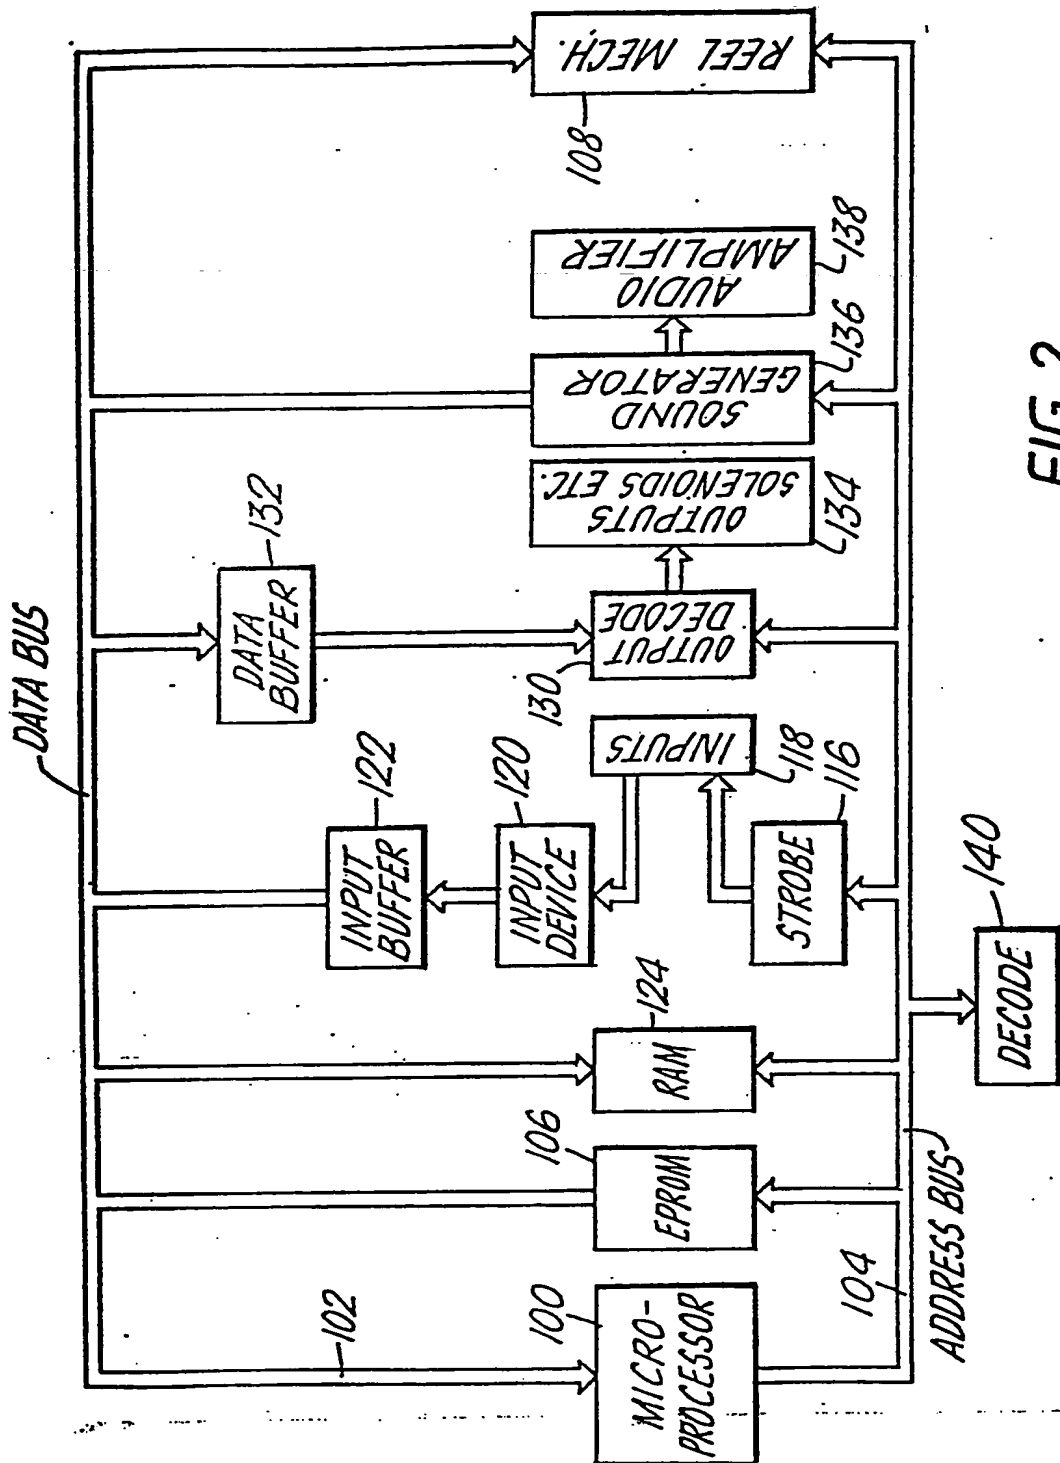 DATA BUS
102
132
DATA
BUFFER
122
INPUT
BUFFER
120
INPUT
DEVICE
106
EPROM
124
RAM
100
MICRO-
PROCESSOR
INPUTS
118
STROBE
116
130
OUTPUT
DECODE
OUTPUTS
SOLENOIDS ETC.
134
SOUND
GENERATOR
136
AUDIO
AMPLIFIER
138
REEL MECH.
108
104
ADDRESS BUS
DECODE
140
FIG. 2